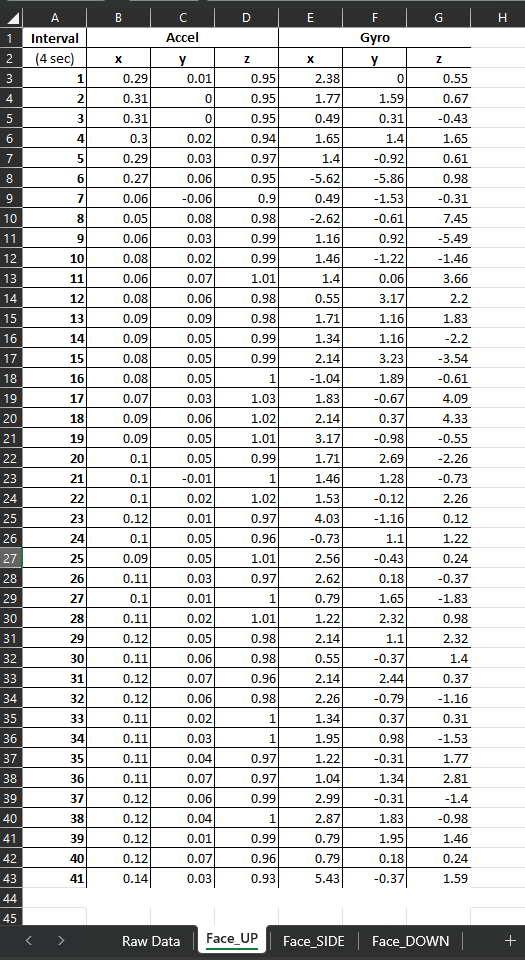 A B C D E F G H
1 Interval Accel Gyro
2 (4 sec) x y z x y z
3 1 0.29 0.01 0.95 2.38 0 0.55
4 2 0.31 0 0.95 1.77 1.59 0.67
5 3 0.31 0 0.95 0.49 0.31 -0.43
6 4 0.3 0.02 0.94 1.65 1.4 1.65
7 5 0.29 0.03 0.97 1.4 -0.92 0.61
8 6 0.27 0.06 0.95 -5.62 -5.86 0.98
9 7 0.06 -0.06 0.9 0.49 -1.53 -0.31
10 8 0.05 0.08 0.98 -2.62 -0.61 7.45
11 9 0.06 0.03 0.99 1.16 0.92 -5.49
12 10 0.08 0.02 0.99 1.46 -1.22 -1.46
13 11 0.06 0.07 1.01 1.4 0.06 3.66
14 12 0.08 0.06 0.98 0.55 3.17 2.2
15 13 0.09 0.09 0.98 1.71 1.16 1.83
16 14 0.09 0.05 0.99 1.34 1.16 -2.2
17 15 0.08 0.05 0.99 2.14 3.23 -3.54
18 16 0.08 0.05 1 -1.04 1.89 -0.61
19 17 0.07 0.03 1.03 1.83 -0.67 4.09
20 18 0.09 0.06 1.02 2.14 0.37 4.33
21 19 0.09 0.05 1.01 3.17 -0.98 -0.55
22 20 0.1 0.05 0.99 1.71 2.69 -2.26
23 21 0.1 -0.01 1 1.46 1.28 -0.73
24 22 0.1 0.02 1.02 1.53 -0.12 2.26
25 23 0.12 0.01 0.97 4.03 -1.16 0.12
26 24 0.1 0.05 0.96 -0.73 1.1 1.22
27 25 0.09 0.05 1.01 2.56 -0.43 0.24
28 26 0.11 0.03 0.97 2.62 0.18 -0.37
29 27 0.1 0.01 1 0.79 1.65 -1.83
30 28 0.11 0.02 1.01 1.22 2.32 0.98
31 29 0.12 0.05 0.98 2.14 1.1 2.32
32 30 0.11 0.06 0.98 0.55 -0.37 1.4
33 31 0.12 0.07 0.96 2.14 2.44 0.37
34 32 0.12 0.06 0.98 2.26 -0.79 -1.16
35 33 0.11 0.02 1 1.34 0.37 0.31
36 34 0.11 0.03 1 1.95 0.98 -1.53
37 35 0.11 0.04 0.97 1.22 -0.31 1.77
38 36 0.11 0.07 0.97 1.04 1.34 2.81
39 37 0.12 0.06 0.99 2.99 -0.31 -1.4
40 38 0.12 0.04 1 2.87 1.83 -0.98
41 39 0.12 0.01 0.99 0.79 1.95 1.46
42 40 0.12 0.07 0.96 0.79 0.18 0.24
43 41 0.14 0.03 0.93 5.43 -0.37 1.59
44
45
Raw Data Face_UP Face_SIDE Face_DOWN